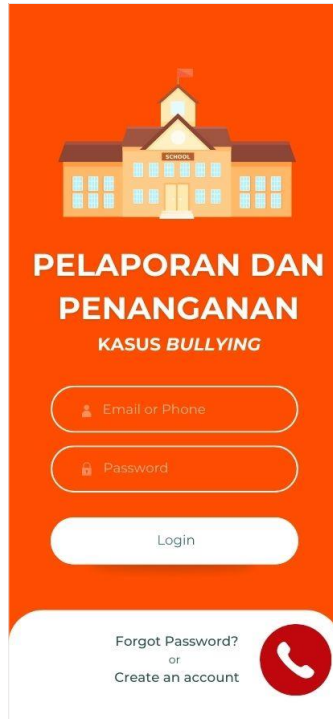 SCHOOL
PELAPORAN DAN
PENANGANAN
KASUS BULLYING
Email or Phone
Password
Login
Forgot Password?
or
Create an account